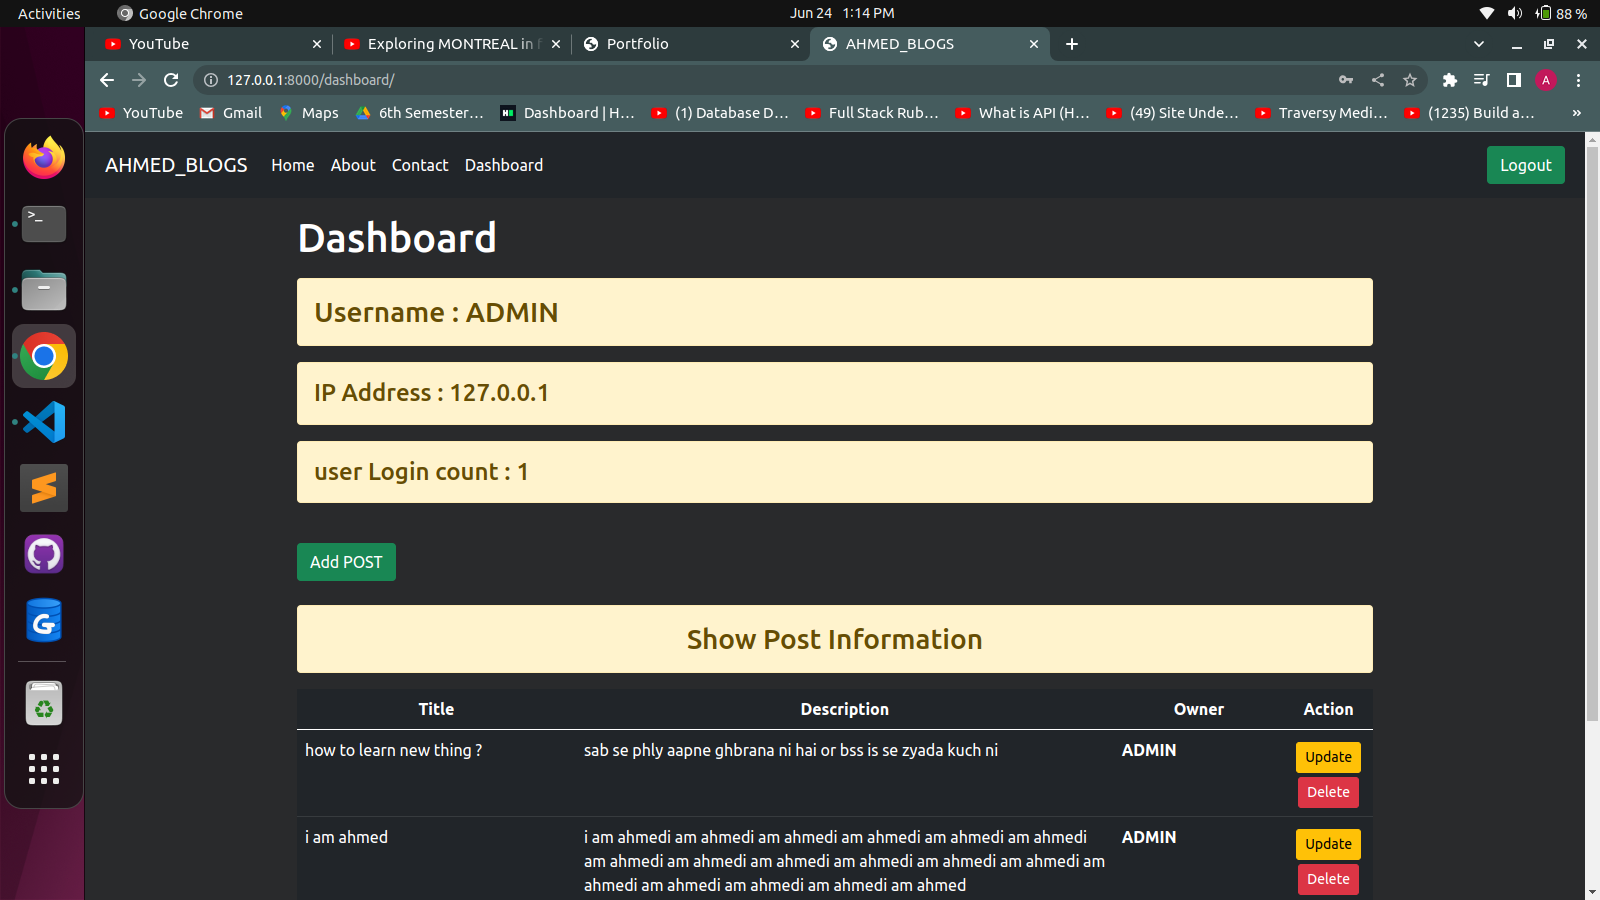 Activities
Google Chrome
Jun 24 1:14 PM
88 %
YouTube
Exploring MONTREAL in
Portfolio
AHMED_BLOGS
127.0.0.1:8000/dashboard/
A
YouTube
Gmail
Maps
6th Semester…
Dashboard | H…
(1) Database D…
Full Stack Rub…
What is API (H…
(49) Site Unde…
Traversy Medi…
(1235) Build a…
»
AHMED_BLOGS
Home
About
Contact
Dashboard
Logout
Dashboard
Username : ADMIN
IP Address : 127.0.0.1
user Login count : 1
Add POST
Show Post Information
Title
Description
Owner
Action
how to learn new thing ?
sab se phly aapne ghbrana ni hai or bss is se zyada kuch ni
ADMIN
Update
Delete
i am ahmed
i am ahmedi am ahmedi am ahmedi am ahmedi am ahmedi am ahmedi
am ahmedi am ahmedi am ahmedi am ahmedi am ahmedi am ahmedi am
ahmedi am ahmedi am ahmedi am ahmedi am ahmed
ADMIN
Update
Delete